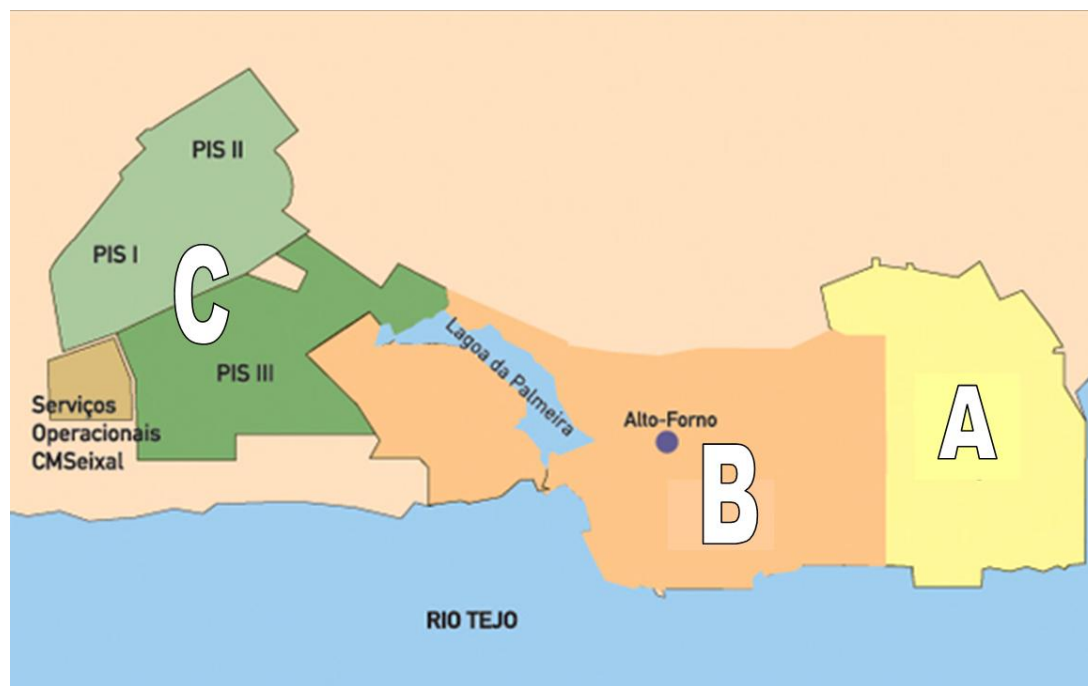 PIS II
PIS I
C
PIS III
Serviços
Operacionais
CMSeixal
Lagoa da Palmeira
Alto-Forno
B
A
RIO TEJO